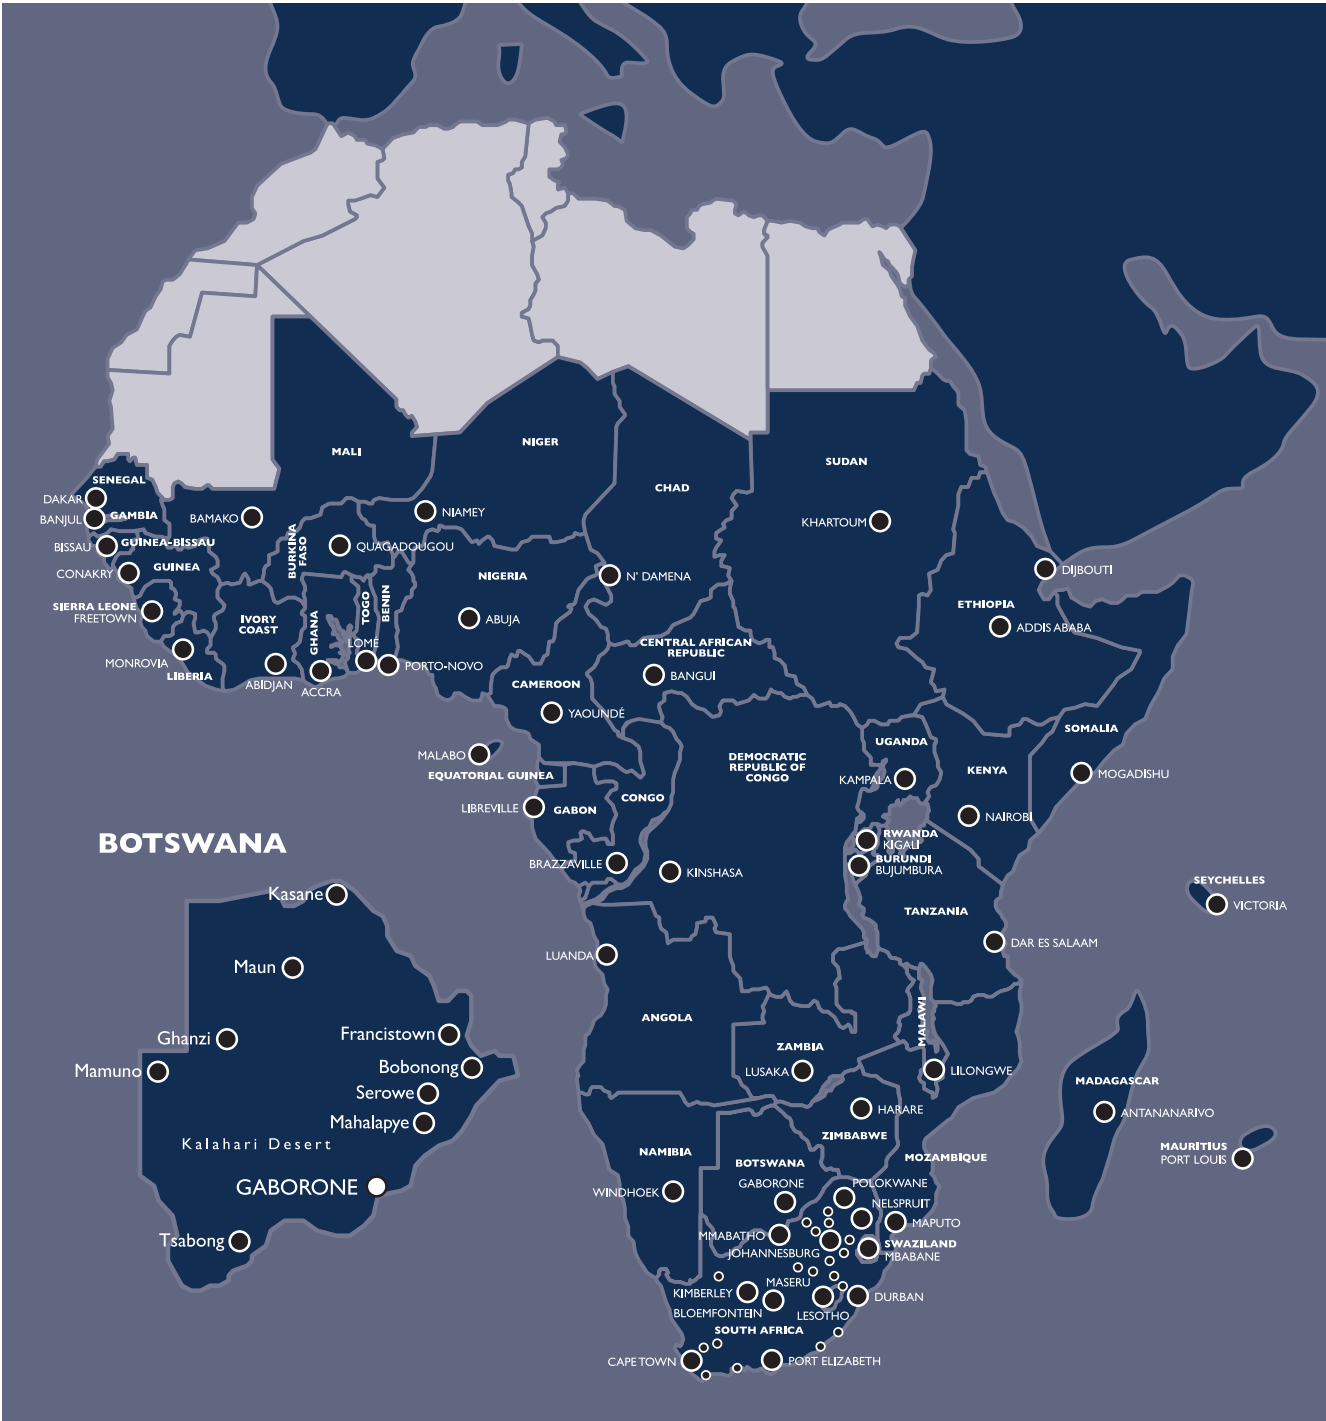 NIGER
MALI
SUDAN
SENEGAL
CHAD
DAKAR
NIAMEY
GAMBIA
BANJUL
BAMAKO
KHARTOUM
GUINEA-BISSAU
BISSAU
BURKINA
FASO
QUAGADOUGOU
GUINEA
CONAKRY
NIGERIA
N' DAMENA
DIJBOUTI
SIERRA LEONE
FREETOWN
IVORY
COAST
GHANA
TOGO
BENIN
ABUJA
ETHIOPIA
ADDIS ABABA
LOMÉ
CENTRAL AFRICAN
REPUBLIC
MONROVIA
LIBERIA
ABIDJAN
ACCRA
PORTO-NOVO
BANGUI
CAMEROON
YAOUNDÉ
SOMALIA
UGANDA
MALABO
EQUATORIAL GUINEA
DEMOCRATIC
REPUBLIC OF
CONGO
KAMPALA
KENYA
MOGADISHU
CONGO
LIBREVILLE
GABON
NAIROBI
RWANDA
KIGALI
BOTSWANA
BRAZZAVILLE
KINSHASA
BURUNDI
BUJUMBURA
SEYCHELLES
VICTORIA
Kasane
TANZANIA
DAR ES SALAAM
LUANDA
Maun
ANGOLA
MALAWI
Ghanzi
Francistown
ZAMBIA
LUSAKA
LILONGWE
Mamuno
Bobonong
MADAGASCAR
ANTANANARIVO
Serowe
HARARE
Mahalapye
ZIMBABWE
Kalahari Desert
NAMIBIA
MOZAMBIQUE
MAURITIUS
PORT LOUIS
BOTSWANA
GABORONE
GABORONE
WINDHOEK
POLOKWANE
NELSPRUIT
MAPUTO
Tsabong
MMABATHO
JOHANNESBURG
SWAZILAND
MBABANE
MASERU
KIMBERLEY
DURBAN
BLOEMFONTEIN
LESOTHO
SOUTH AFRICA
CAPE TOWN
PORT ELIZABETH